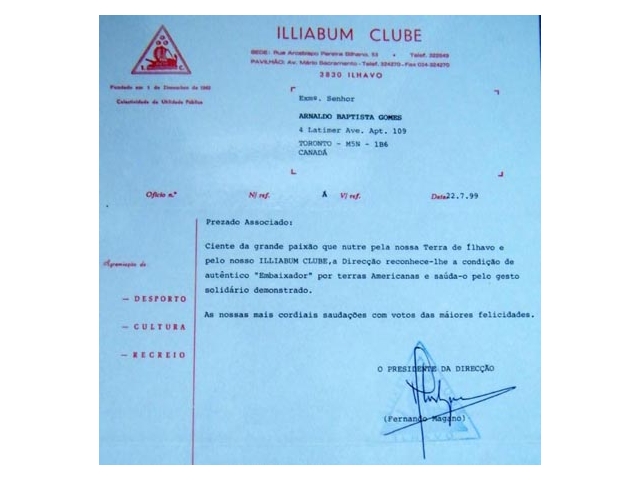 ILLIABUM CLUBE
SEDE: Rua Arcebispo Pereira Bilhano, 53 - Telef. 322949
PAVILHÃO: Av. Mário Sacramento - Telef. 324270 - Fax 034-324270
3830 ILHAVO
Fundado em 1 de Dezembro de 1943
Colectividade de Utilidade Pública
Exmº. Senhor
ARNALDO BAPTISTA GOMES
4 Latimer Ave. Apt. 109
TORONTO - M5N - 1B6
CANADÁ
Ofício n.º N/ ref. Á V/ ref. Data 22.7.99
Prezado Associado:
Ciente da grande paixão que nutre pela nossa Terra de Ílhavo e
pelo nosso ILLIABUM CLUBE,a Direcção reconhece-lhe a condição de
autêntico "Embaixador" por terras Americanas e saúda-o pelo gesto
solidário demonstrado.
As nossas mais cordiais saudações com votos das máiores felicidades.
Agremiação de:
— DESPORTO
— CULTURA
— RECREIO
O PRESIDENTE DA DIRECÇÃO
(Fernando Magano)